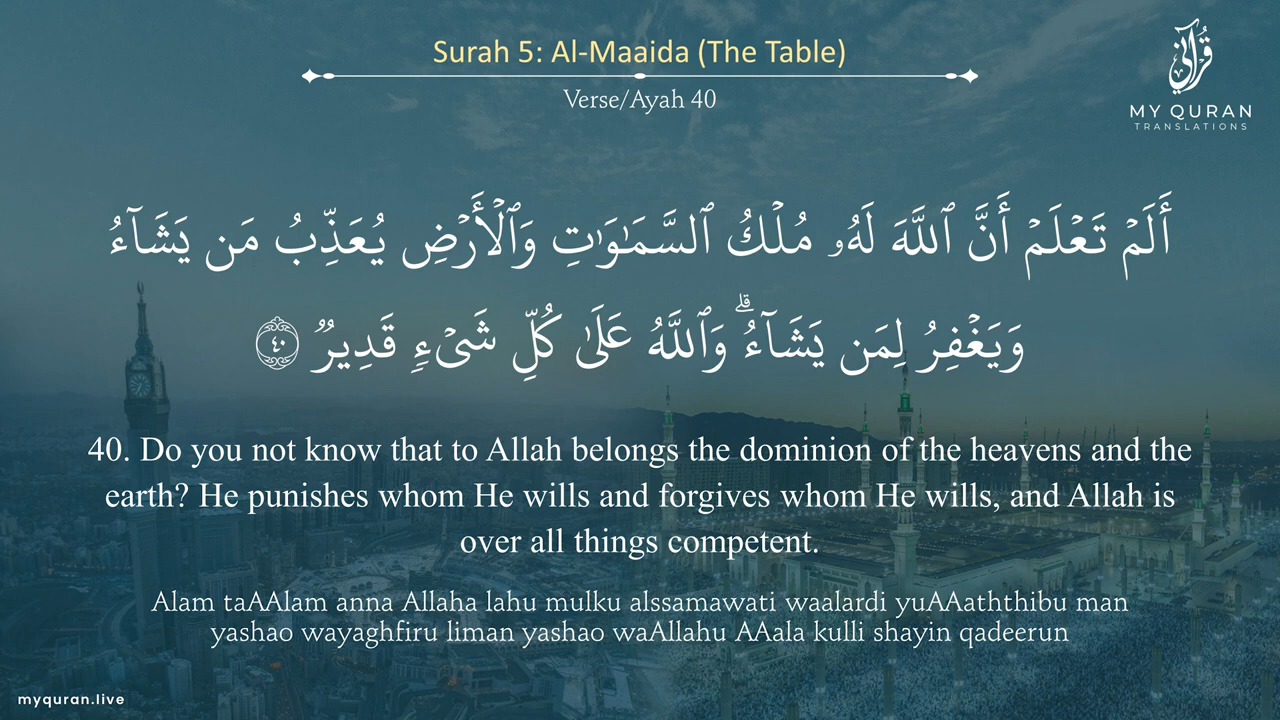 Surah 5: Al-Maaida (The Table)
Verse/Ayah 40
قُرْآنِي
MY QURAN
TRANSLATIONS
أَلَمْ تَعْلَمْ أَنَّ ٱللَّهَ لَهُۥ مُلْكُ ٱلسَّمَـٰوَٰتِ وَٱلْأَرْضِ يُعَذِّبُ مَن يَشَآءُ
وَيَغْفِرُ لِمَن يَشَآءُ ۗ وَٱللَّهُ عَلَىٰ كُلِّ شَىْءٍ قَدِيرٌ ٤٠
40. Do you not know that to Allah belongs the dominion of the heavens and the
earth? He punishes whom He wills and forgives whom He wills, and Allah is
over all things competent.
Alam taAAlam anna Allaha lahu mulku alssamawati waalardi yuAAaththibu man
yashao wayaghfiru liman yashao waAllahu AAala kulli shayin qadeerun
myquran.live